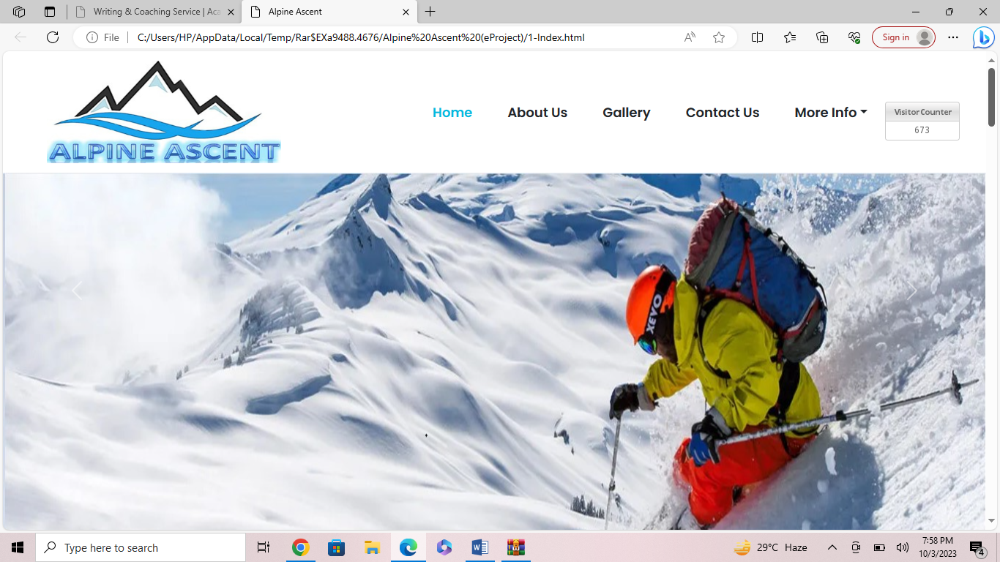 Writing & Coaching Service | Aca
Alpine Ascent
File
C:/Users/HP/AppData/Local/Temp/Rar$EXa9488.4676/Alpine%20Ascent%20(eProject)/1-Index.html
Sign in
ALPINE ASCENT
Home
About Us
Gallery
Contact Us
More Info
VisitorCounter
673
XEVO
Type here to search
29°C Haze
7:58 PM
10/3/2023
4